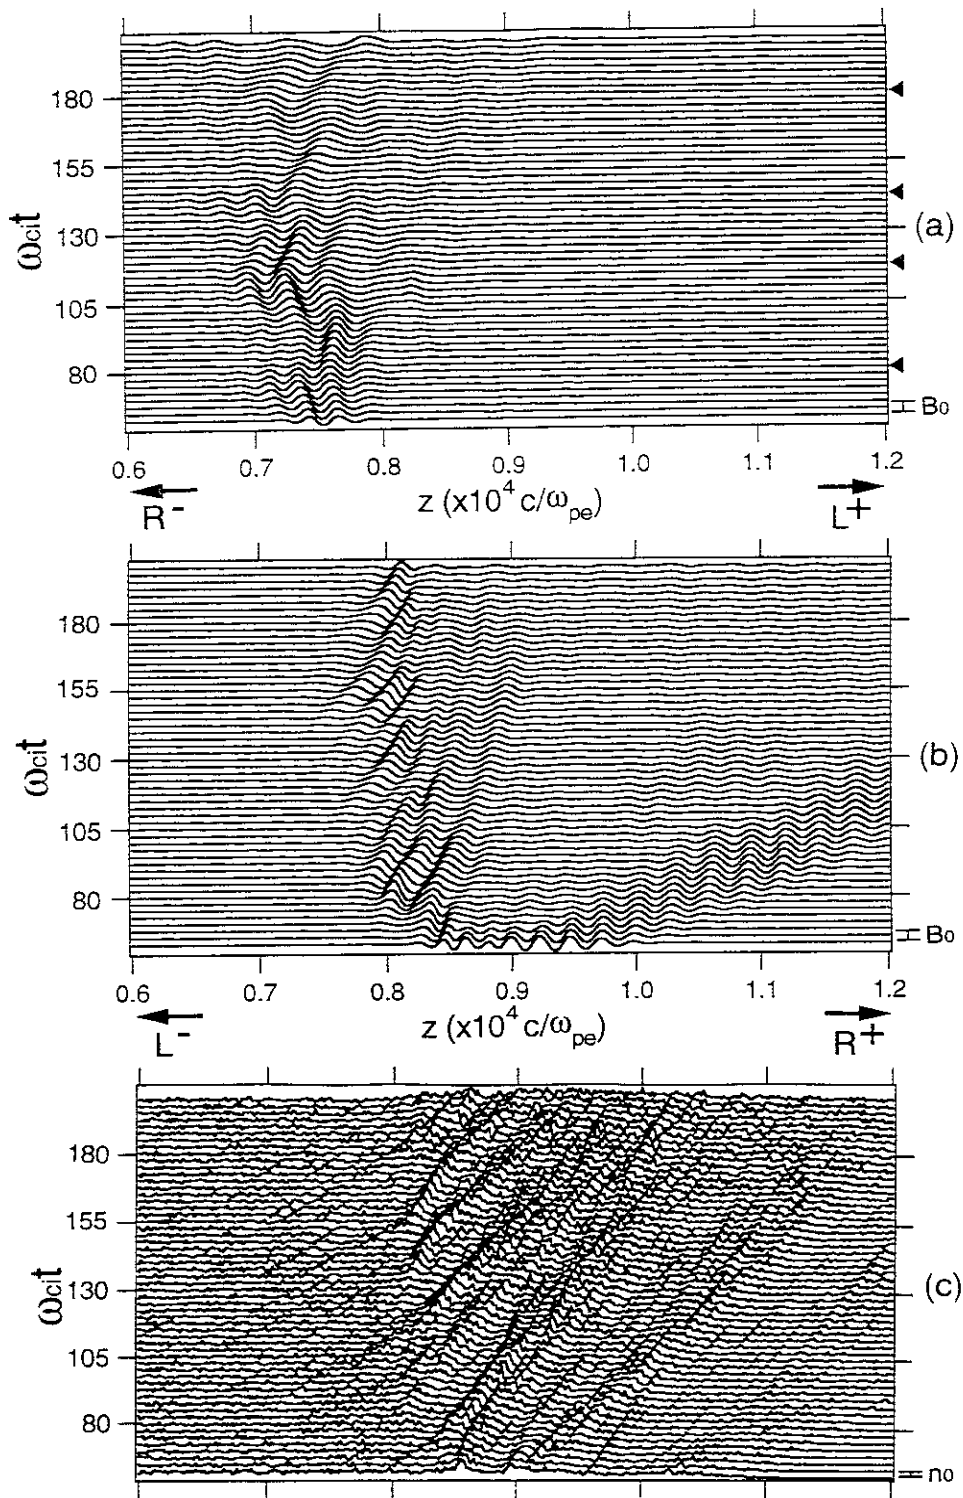 180
155
130
105
80
ωcit
(a)
B0
0.6 0.7 0.8 0.9 1.0 1.1 1.2
R- z (x10^4 c/ωpe) L+
180
155
130
105
80
ωcit
(b)
B0
0.6 0.7 0.8 0.9 1.0 1.1 1.2
L- z (x10^4 c/ωpe) R+
180
155
130
105
80
ωcit
(c)
n0